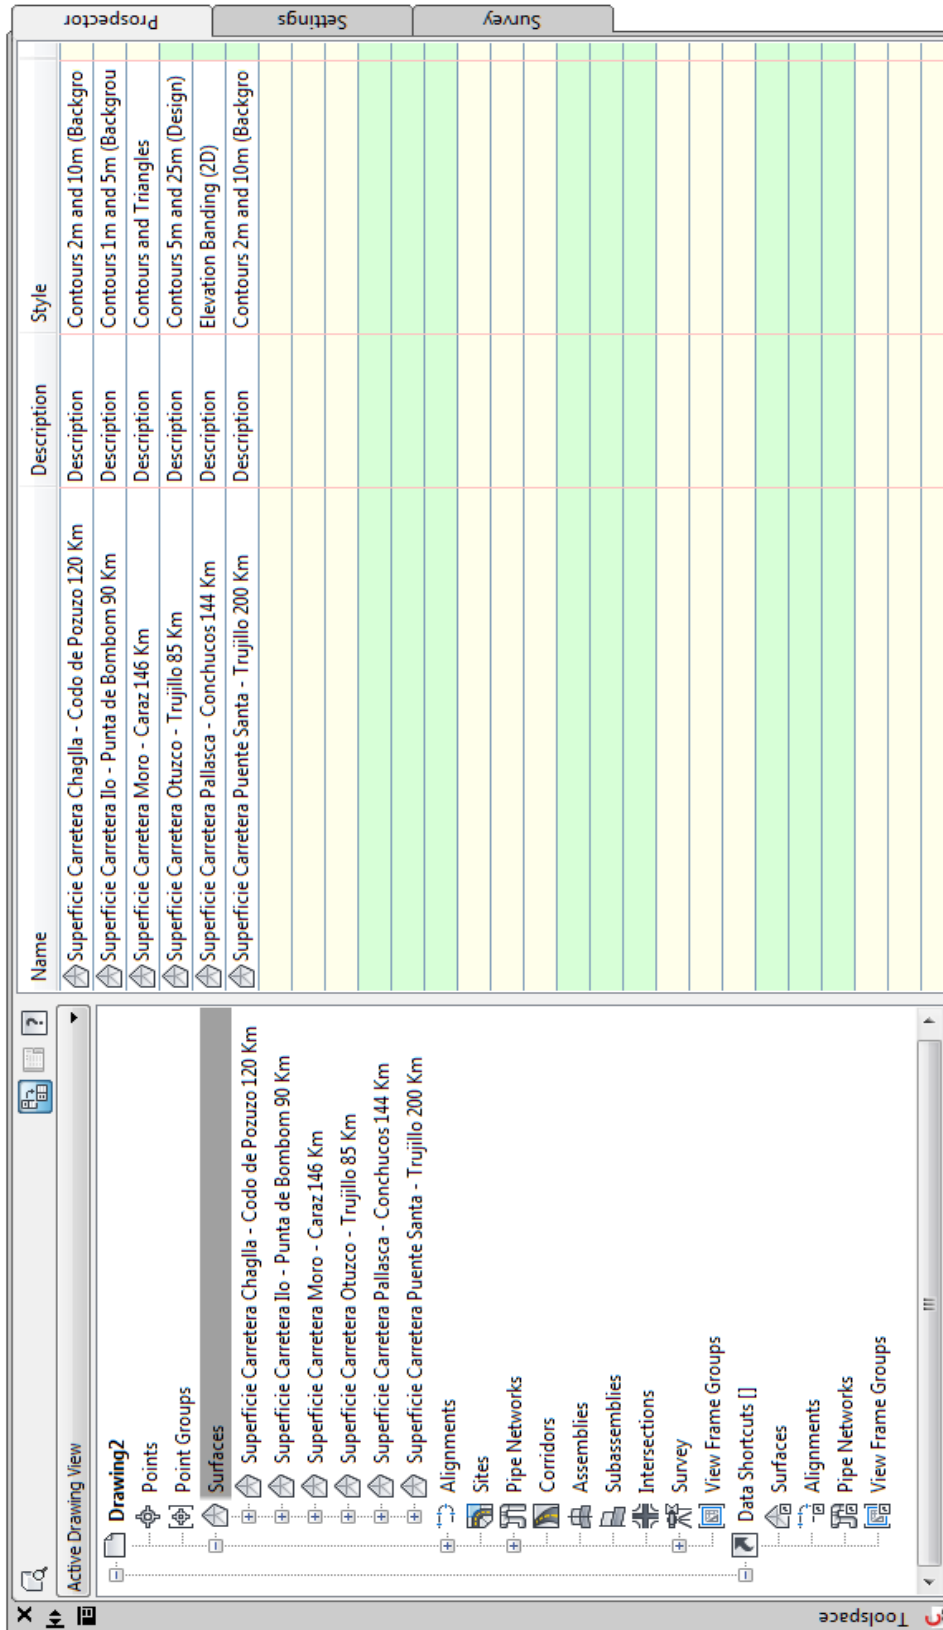 Toolspace
Active Drawing View
Drawing2
Points
Point Groups
Surfaces
Superficie Carretera Chaglla - Codo de Pozuzo 120 Km
Superficie Carretera Ilo - Punta de Bombom 90 Km
Superficie Carretera Moro - Caraz 146 Km
Superficie Carretera Otuzco - Trujillo 85 Km
Superficie Carretera Pallasca - Conchucos 144 Km
Superficie Carretera Puente Santa - Trujillo 200 Km
Alignments
Sites
Pipe Networks
Corridors
Assemblies
Subassemblies
Intersections
Survey
View Frame Groups
Data Shortcuts []
Surfaces
Alignments
Pipe Networks
View Frame Groups
Name Description Style
Superficie Carretera Chaglla - Codo de Pozuzo 120 Km Description Contours 2m and 10m (Backgro
Superficie Carretera Ilo - Punta de Bombom 90 Km Description Contours 1m and 5m (Backgrou
Superficie Carretera Moro - Caraz 146 Km Description Contours and Triangles
Superficie Carretera Otuzco - Trujillo 85 Km Description Contours 5m and 25m (Design)
Superficie Carretera Pallasca - Conchucos 144 Km Description Elevation Banding (2D)
Superficie Carretera Puente Santa - Trujillo 200 Km Description Contours 2m and 10m (Backgro
Prospector
Settings
Survey